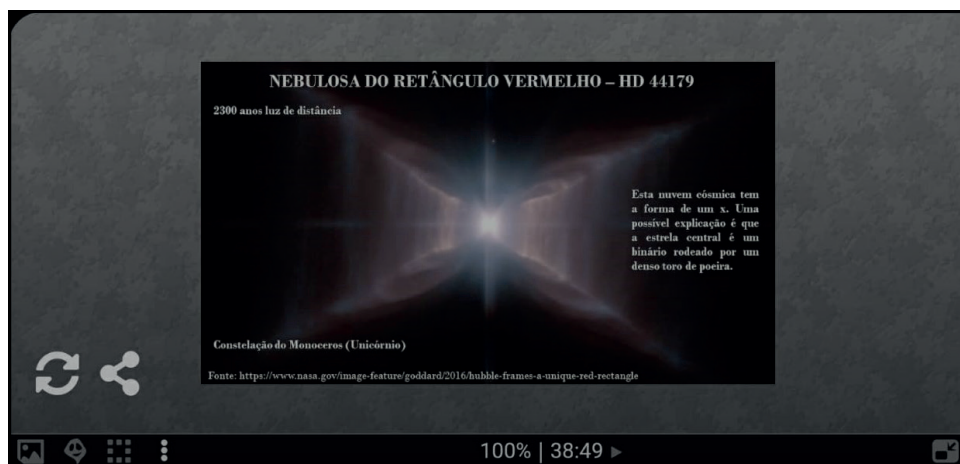 NEBULOSA DO RETÂNGULO VERMELHO – HD 44179
2300 anos luz de distância
Esta nuvem cósmica tem
a forma de um x. Uma
possível explicação é que
a estrela central é um
binário rodeado por um
denso toro de poeira.
Constelação do Monoceros (Unicórnio)
Fonte: https://www.nasa.gov/image-feature/goddard/2016/hubble-frames-a-unique-red-rectangle
100% | 38:49